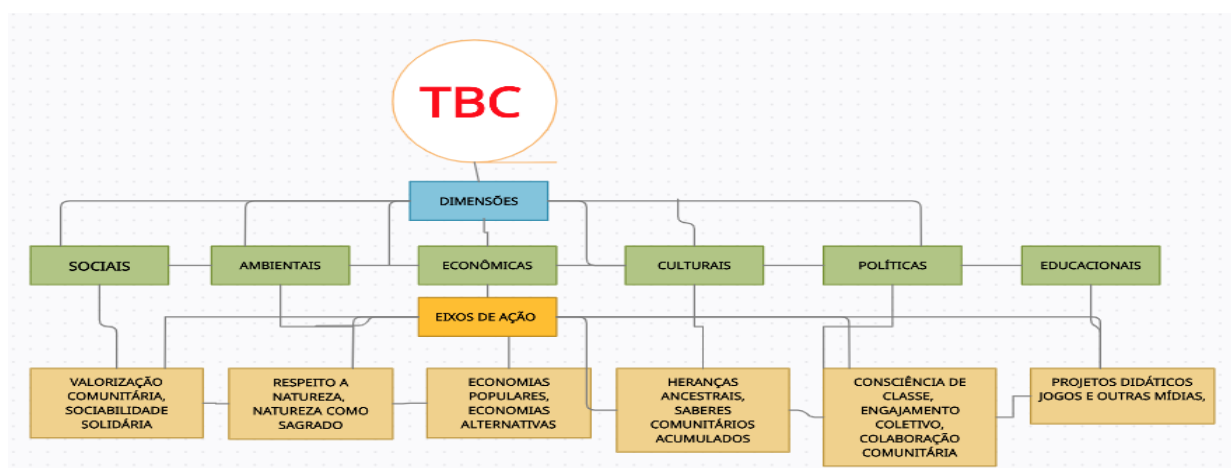 TBC
DIMENSÕES
SOCIAIS
AMBIENTAIS
ECONÔMICAS
CULTURAIS
POLÍTICAS
EDUCACIONAIS
EIXOS DE AÇÃO
VALORIZAÇÃO
COMUNITÁRIA,
SOCIABILIDADE
SOLIDÁRIA
RESPEITO A
NATUREZA,
NATUREZA COMO
SAGRADO
ECONOMIAS
POPULARES,
ECONOMIAS
ALTERNATIVAS
HERANÇAS
ANCESTRAIS,
SABERES
COMUNITÁRIOS
ACUMULADOS
CONSCIÊNCIA DE
CLASSE,
ENGAJAMENTO
COLETIVO,
COLABORAÇÃO
COMUNITÁRIA
PROJETOS DIDÁTICOS
JOGOS E OUTRAS MÍDIAS,